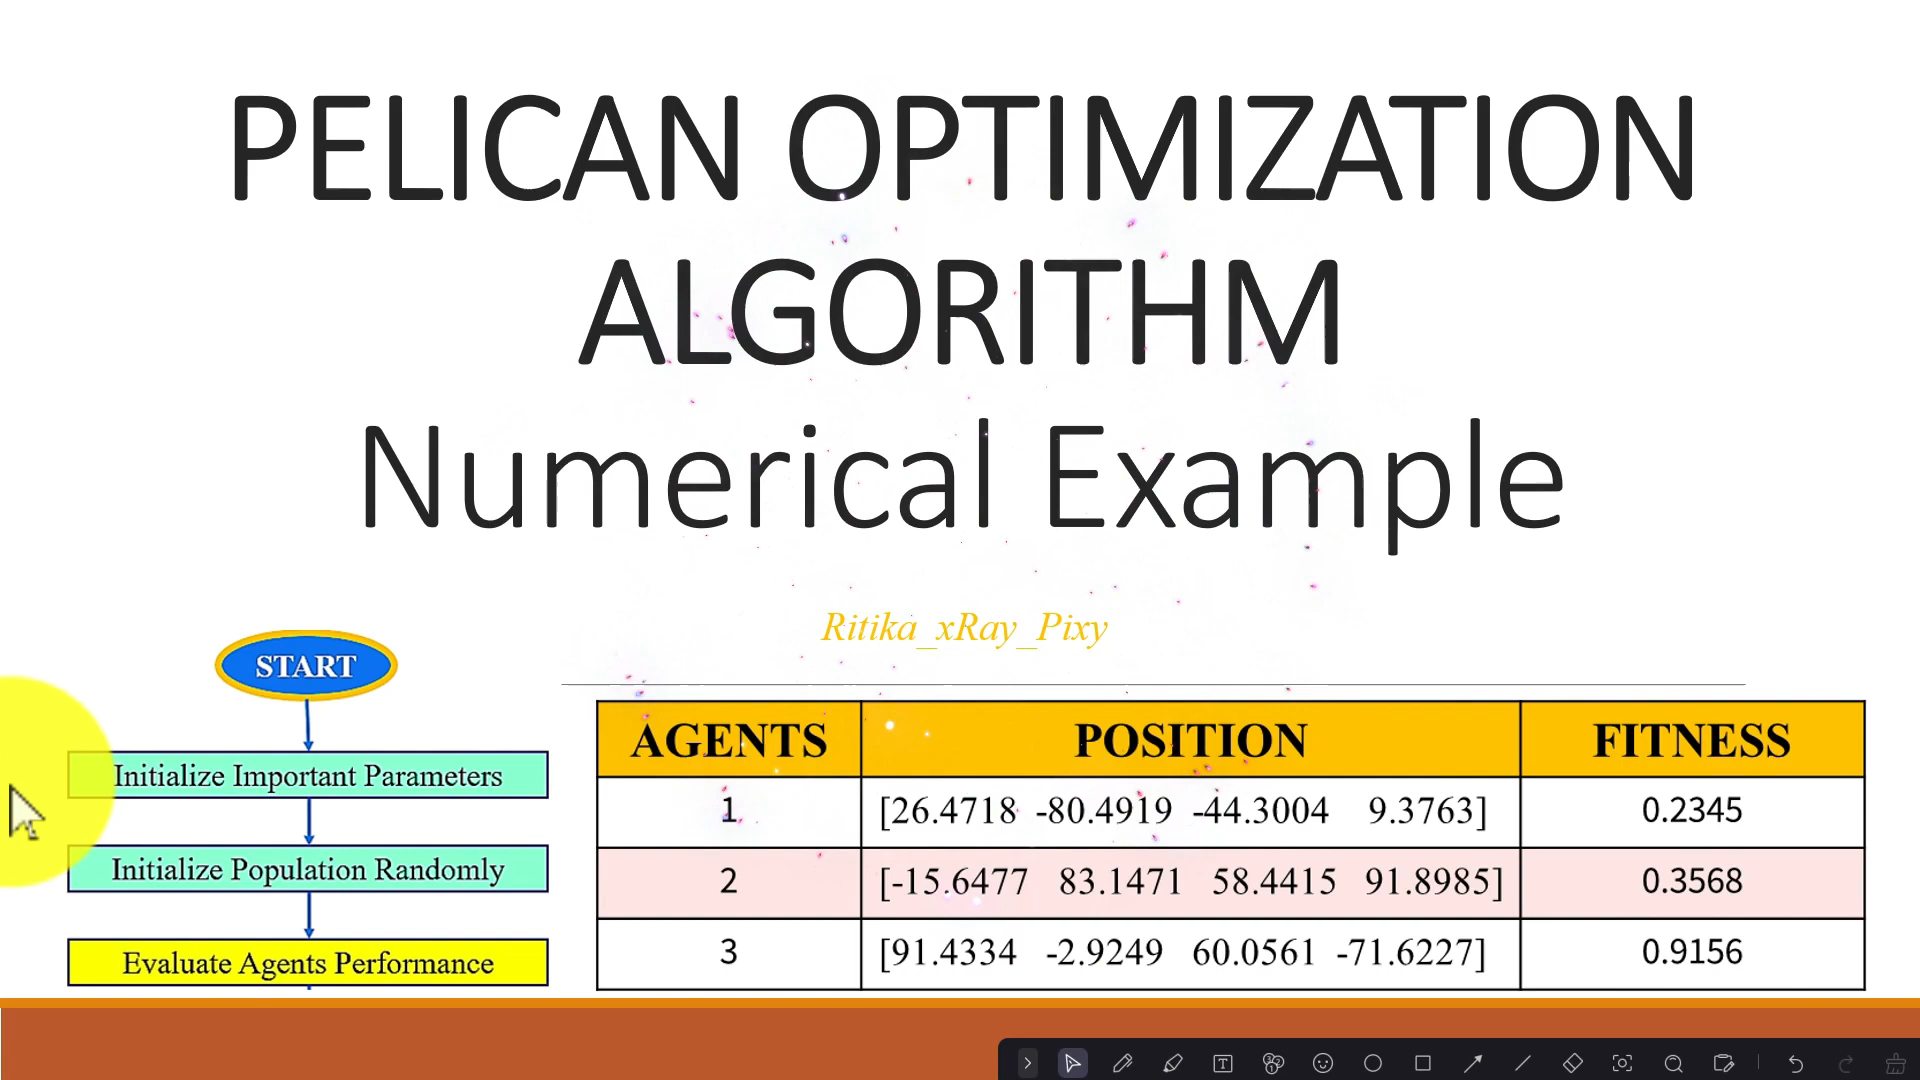 PELICAN OPTIMIZATION
ALGORITHM
Numerical Example
Ritika_xRay_Pixy
START
Initialize Important Parameters
Initialize Population Randomly
Evaluate Agents Performance
AGENTS POSITION FITNESS
1 [26.4718 -80.4919 -44.3004 9.3763] 0.2345
2 [-15.6477 83.1471 58.4415 91.8985] 0.3568
3 [91.4334 -2.9249 60.0561 -71.6227] 0.9156